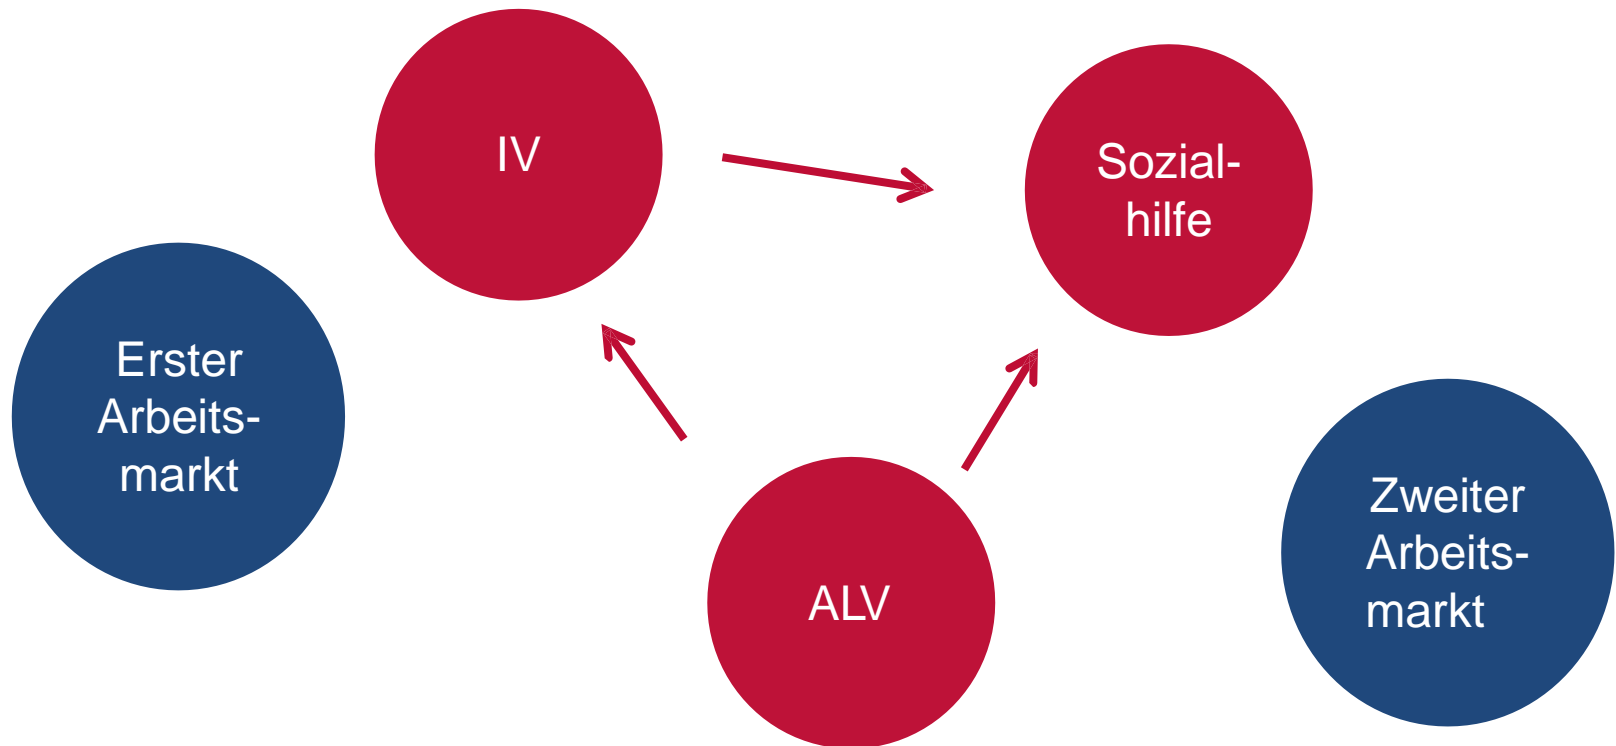 IV
Sozial-
hilfe
Erster
Arbeits-
markt
Zweiter
Arbeits-
markt
ALV